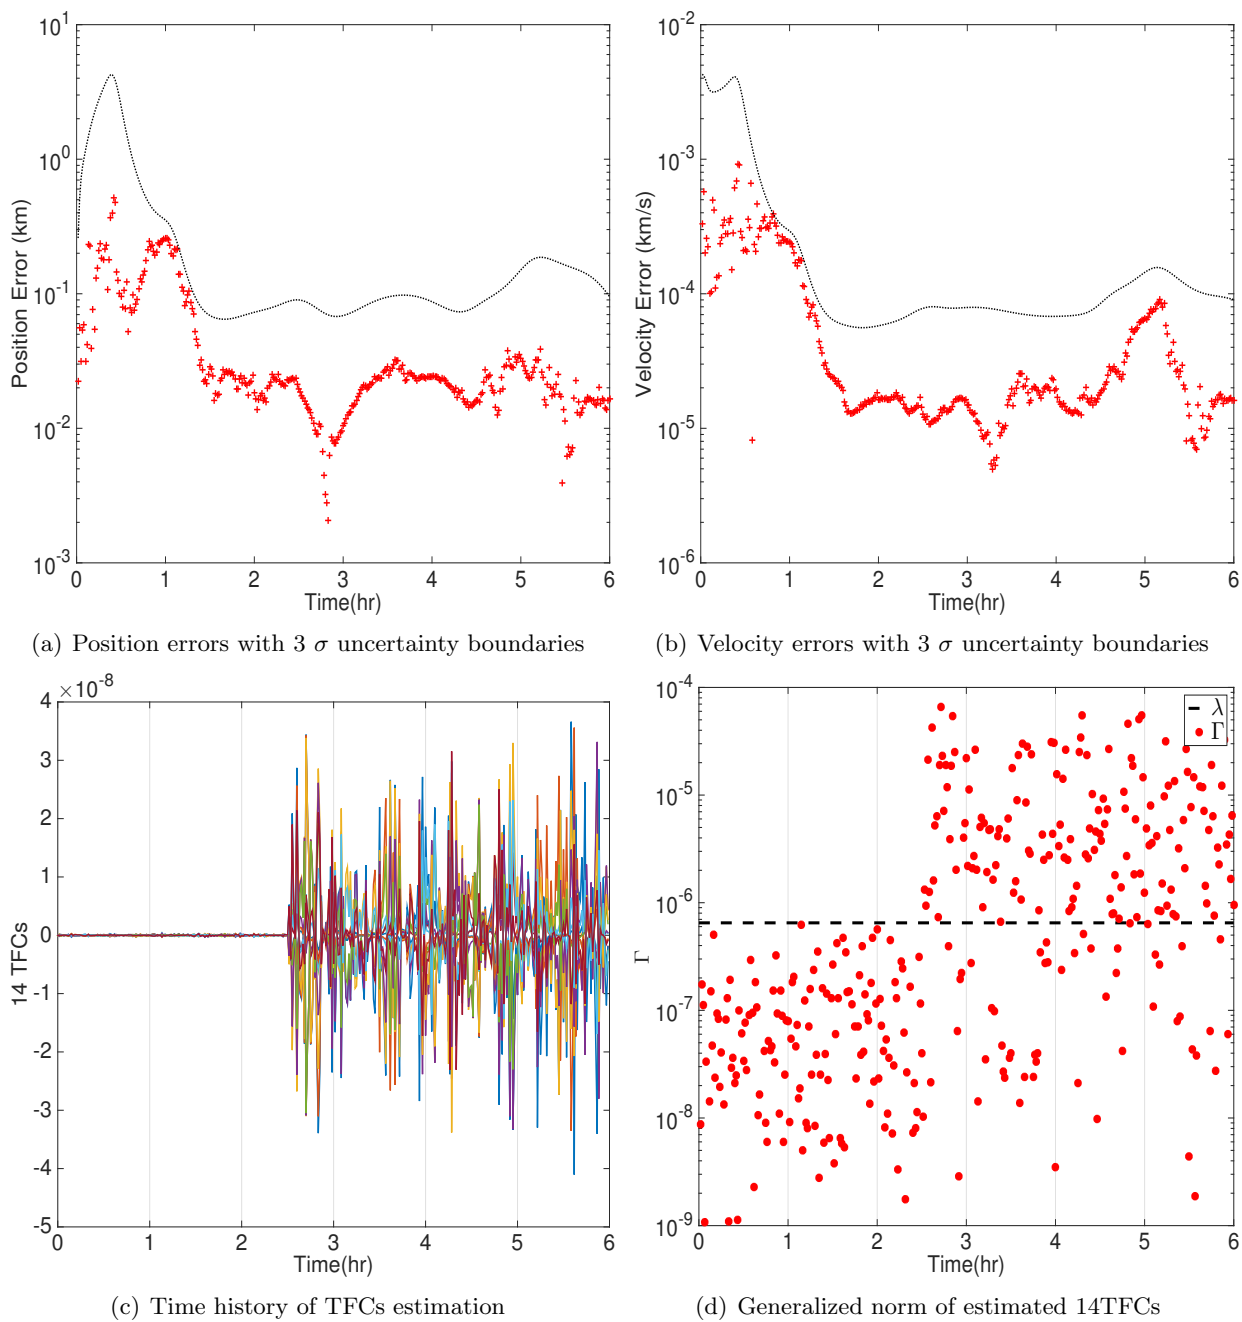 10^1
10^0
10^-1
10^-2
10^-3
Position Error (km)
0 1 2 3 4 5 6
Time(hr)
(a) Position errors with 3 σ uncertainty boundaries
10^-2
10^-3
10^-4
10^-5
10^-6
Velocity Error (km/s)
0 1 2 3 4 5 6
Time(hr)
(b) Velocity errors with 3 σ uncertainty boundaries
×10^-8
4
3
2
1
0
-1
-2
-3
-4
-5
14 TFCs
0 1 2 3 4 5 6
Time(hr)
(c) Time history of TFCs estimation
10^-4
10^-5
10^-6
10^-7
10^-8
10^-9
Γ
λ
Γ
0 1 2 3 4 5 6
Time(hr)
(d) Generalized norm of estimated 14TFCs